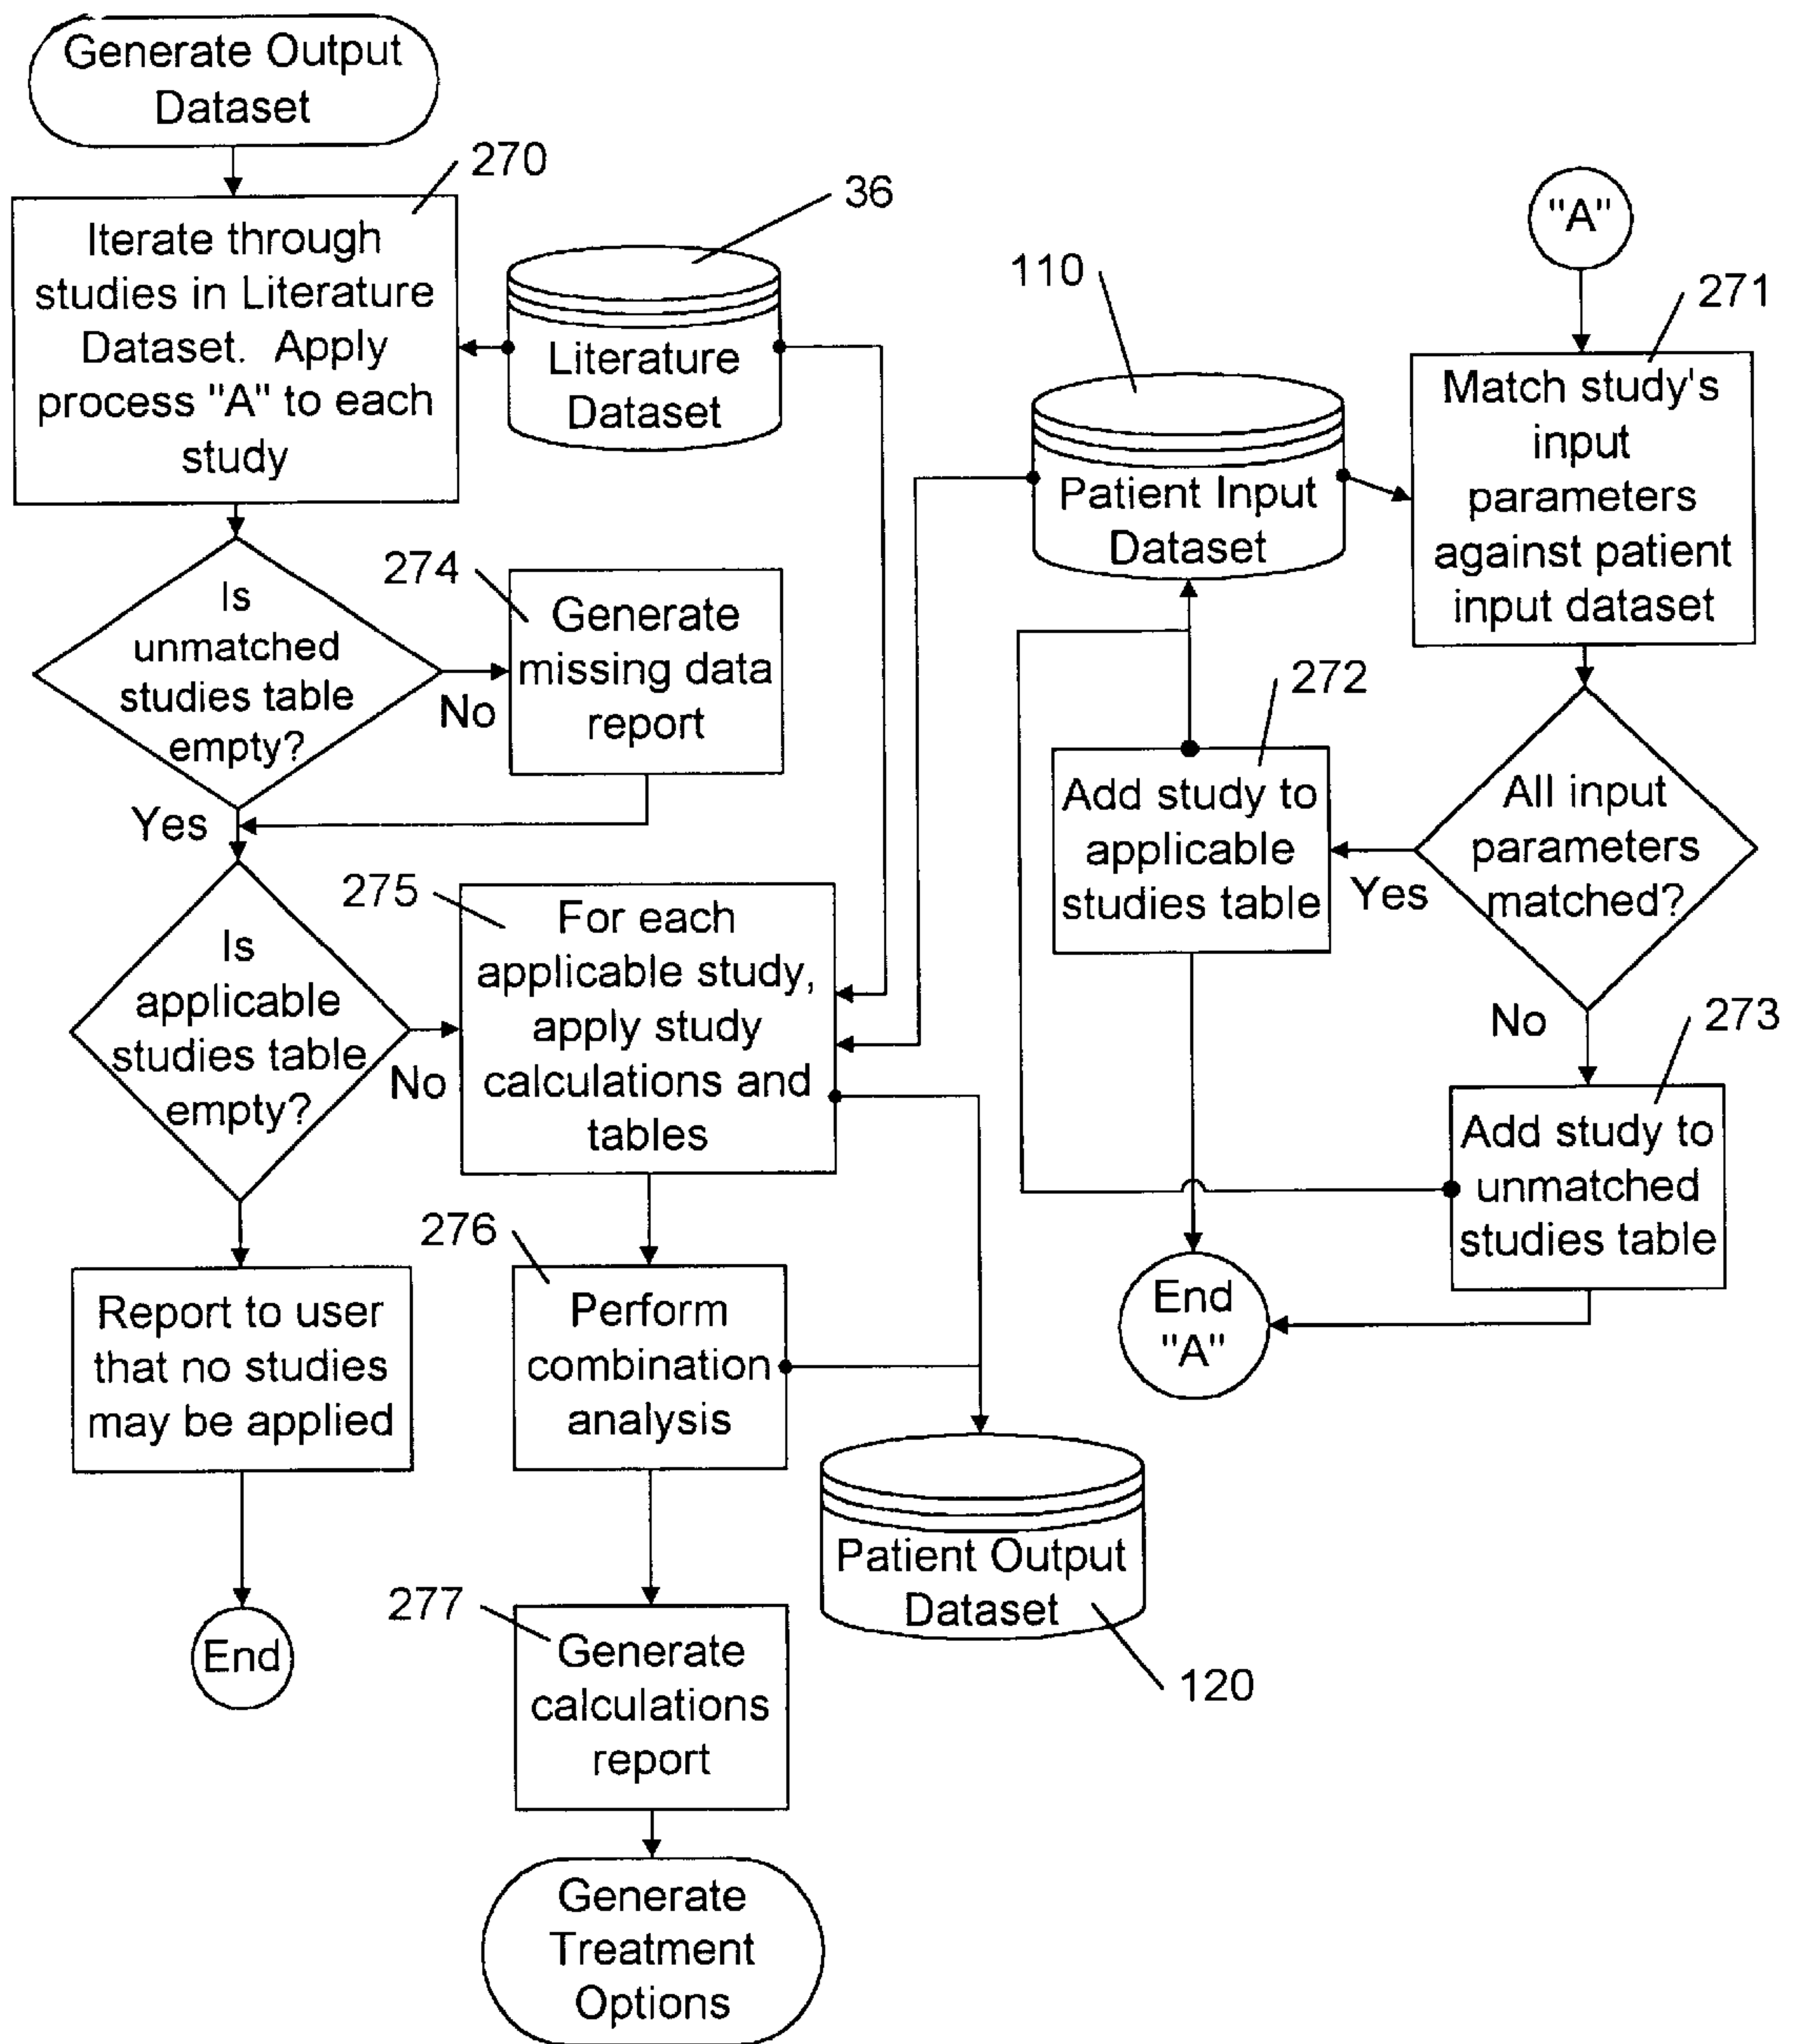 Generate Output
Dataset
270
Iterate through
studies in Literature
Dataset. Apply
process "A" to each
study
36
Literature
Dataset
Is
unmatched
studies table
empty?
No
Yes
274
Generate
missing data
report
Is
applicable
studies table
empty?
No
275
For each
applicable study,
apply study
calculations and
tables
Report to user
that no studies
may be applied
End
276
Perform
combination
analysis
277
Generate
calculations
report
Generate
Treatment
Options
Patient Output
Dataset
120
110
Patient Input
Dataset
"A"
271
Match study's
input
parameters
against patient
input dataset
All input
parameters
matched?
Yes
No
272
Add study to
applicable
studies table
273
Add study to
unmatched
studies table
End
"A"